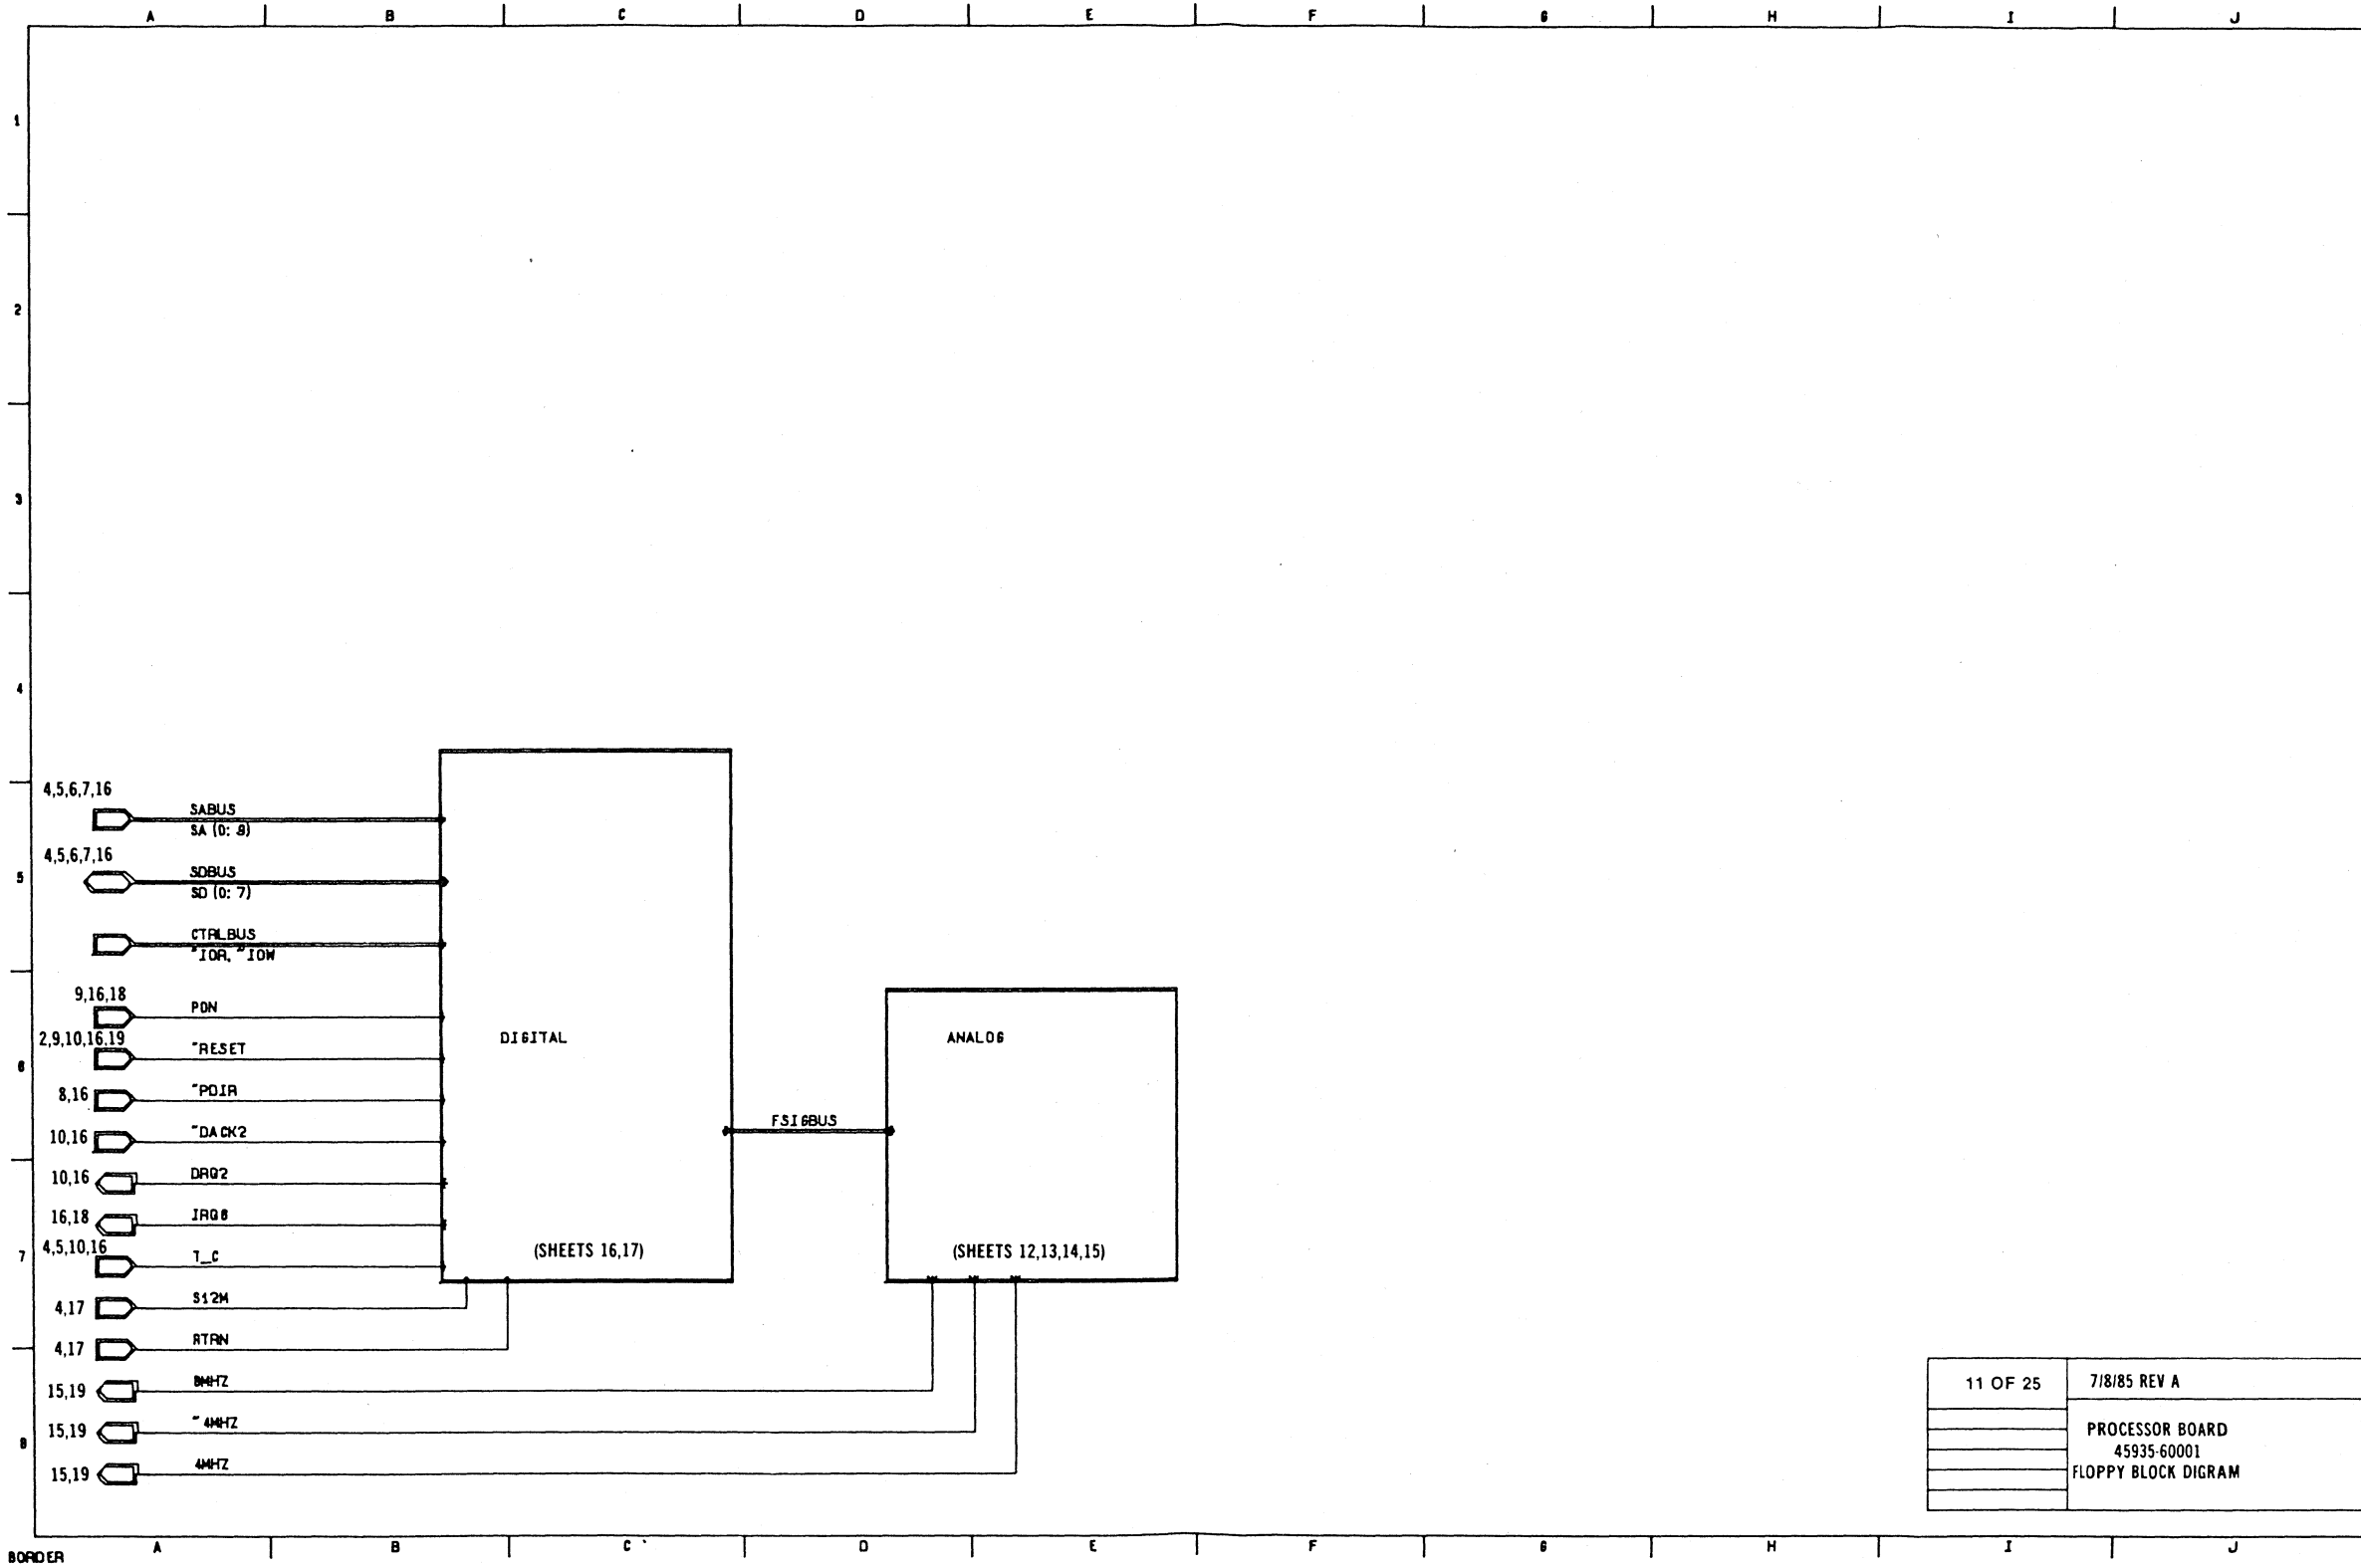 A B C D E F G H I J
1
2
3
4
4,5,6,7,16
SABUS
SA (0: 9)
4,5,6,7,16
5
SDBUS
SD (0: 7)
CTRLBUS
~IOR, ~IOW
9,16,18
PON
2,9,10,16,19
~RESET
6
8,16
~PDIR
10,16
~DACK2
10,16
DRQ2
16,18
IRQ6
7
4,5,10,16
T_C
4,17
S12M
4,17
RTRN
15,19
8MHZ
8
15,19
~4MHZ
15,19
4MHZ
DIGITAL
(SHEETS 16,17)
FSIGBUS
ANALOG
(SHEETS 12,13,14,15)
11 OF 25
7/8/85 REV A
PROCESSOR BOARD
45935-60001
FLOPPY BLOCK DIGRAM
A B C D E F G H I J
BORDER